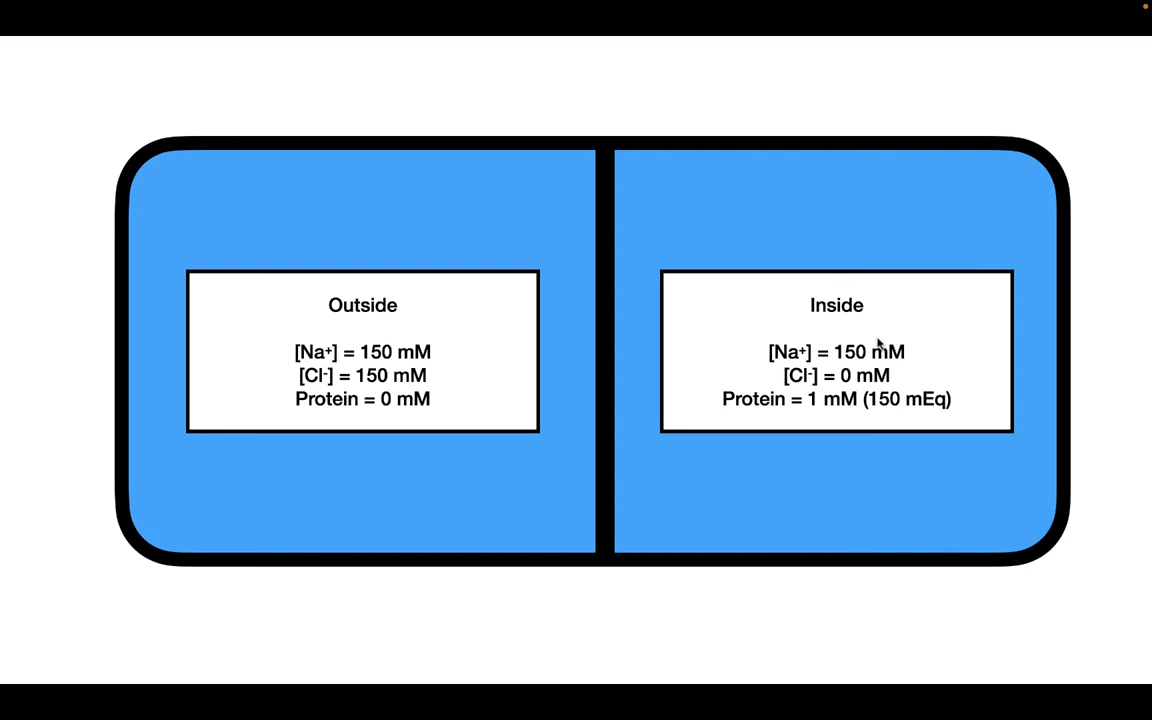 Outside
[Na⁺] = 150 mM
[Cl⁻] = 150 mM
Protein = 0 mM
Inside
[Na⁺] = 150 mM
[Cl⁻] = 0 mM
Protein = 1 mM (150 mEq)